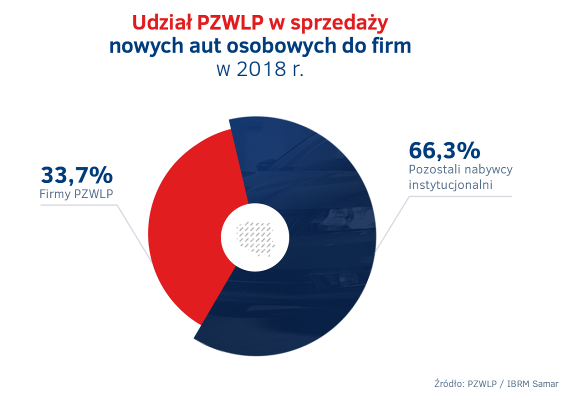 Udział PZWLP w sprzedaży
nowych aut osobowych do firm
w 2018 r.
33,7%
Firmy PZWLP
66,3%
Pozostali nabywcy
instytucjonalni
Źródło: PZWLP / IBRM Samar